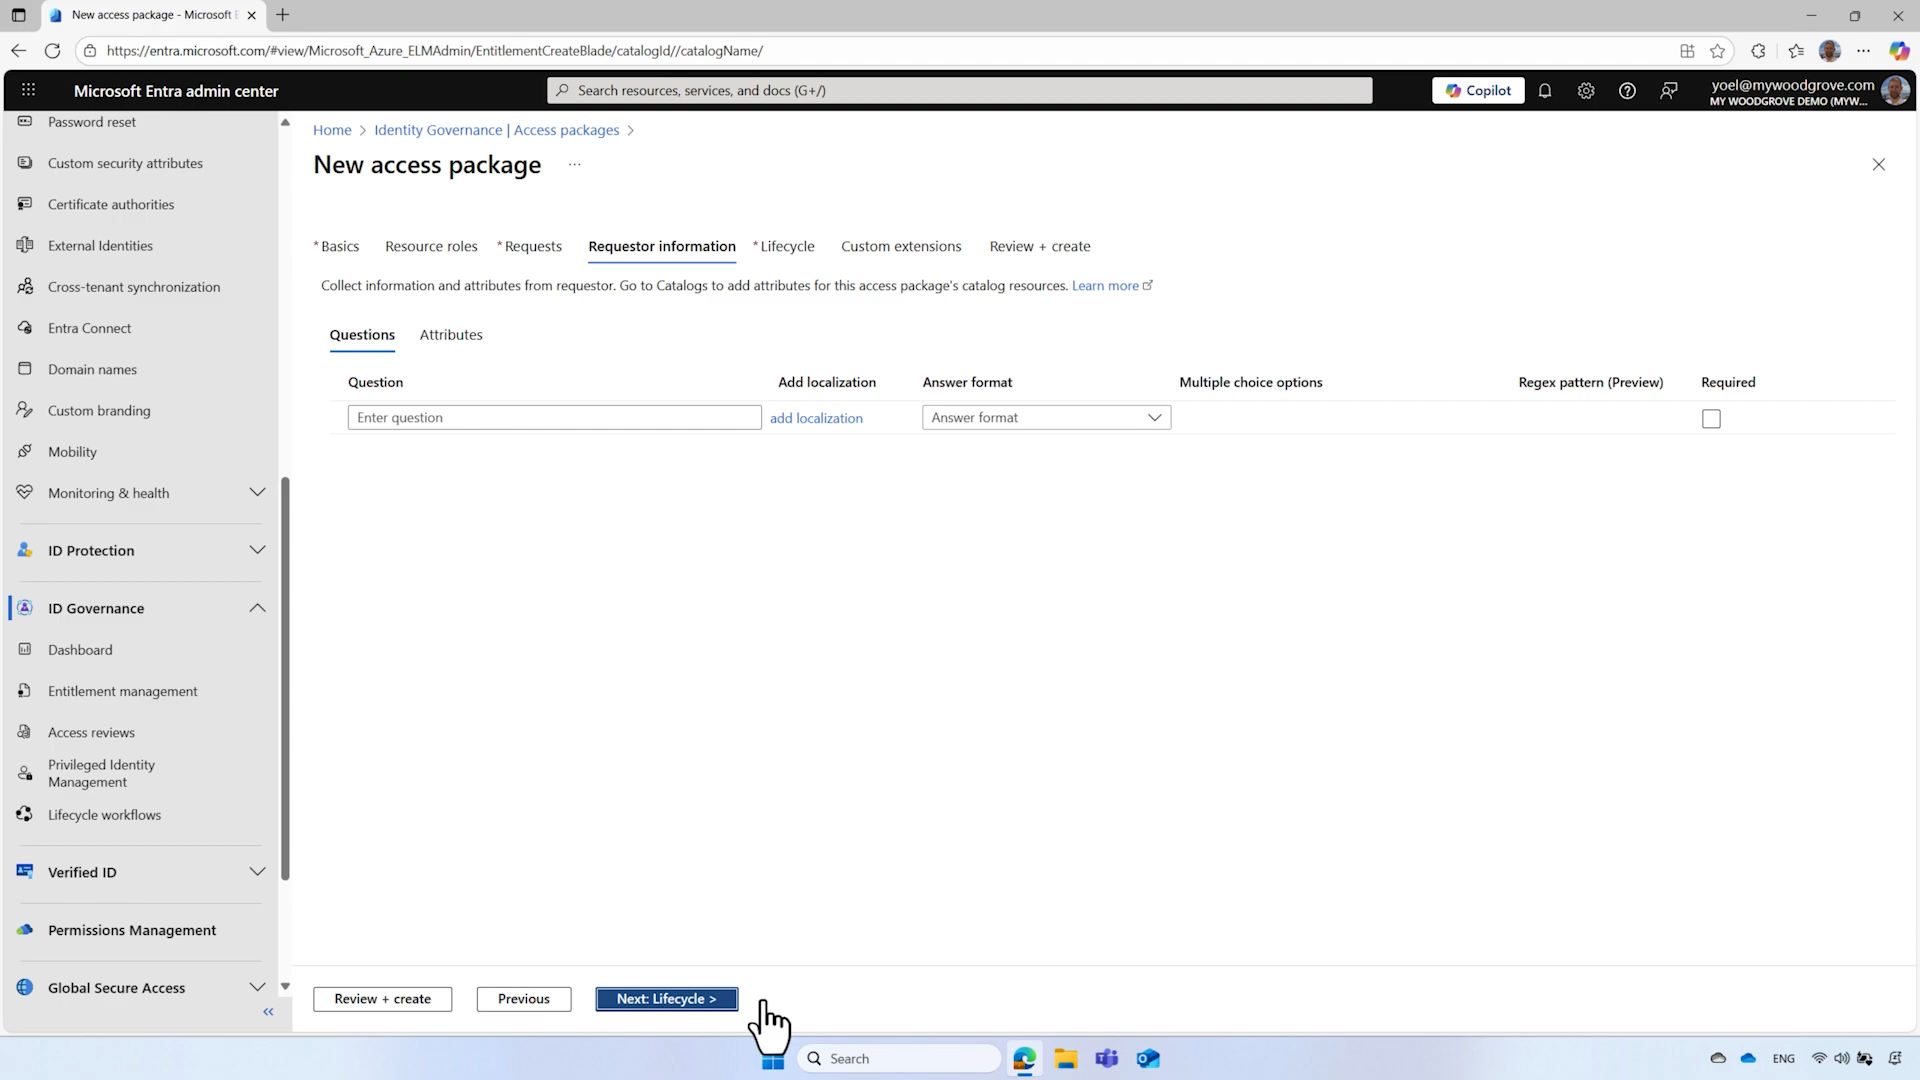 New access package - Microsoft E
https://entra.microsoft.com/#view/Microsoft_Azure_ELMAdmin/EntitlementCreateBlade/catalogId//catalogName/
Microsoft Entra admin center
Search resources, services, and docs (G+/)
Copilot
yoel@mywoodgrove.com
MY WOODGROVE DEMO (MYW...
Password reset
Custom security attributes
Certificate authorities
External Identities
Cross-tenant synchronization
Entra Connect
Domain names
Custom branding
Mobility
Monitoring & health
ID Protection
ID Governance
Dashboard
Entitlement management
Access reviews
Privileged Identity
Management
Lifecycle workflows
Verified ID
Permissions Management
Global Secure Access
Home > Identity Governance | Access packages >
New access package ...
* Basics Resource roles * Requests Requestor information * Lifecycle Custom extensions Review + create
Collect information and attributes from requestor. Go to Catalogs to add attributes for this access package's catalog resources. Learn more
Questions Attributes
Question Add localization Answer format Multiple choice options Regex pattern (Preview) Required
Enter question add localization Answer format
Review + create Previous Next: Lifecycle >
Search
ENG